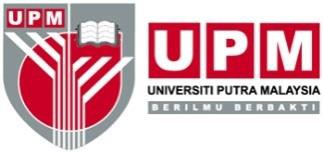 UPM
UPM
UNIVERSITI PUTRA MALAYSIA
BERILMU BERBAKTI